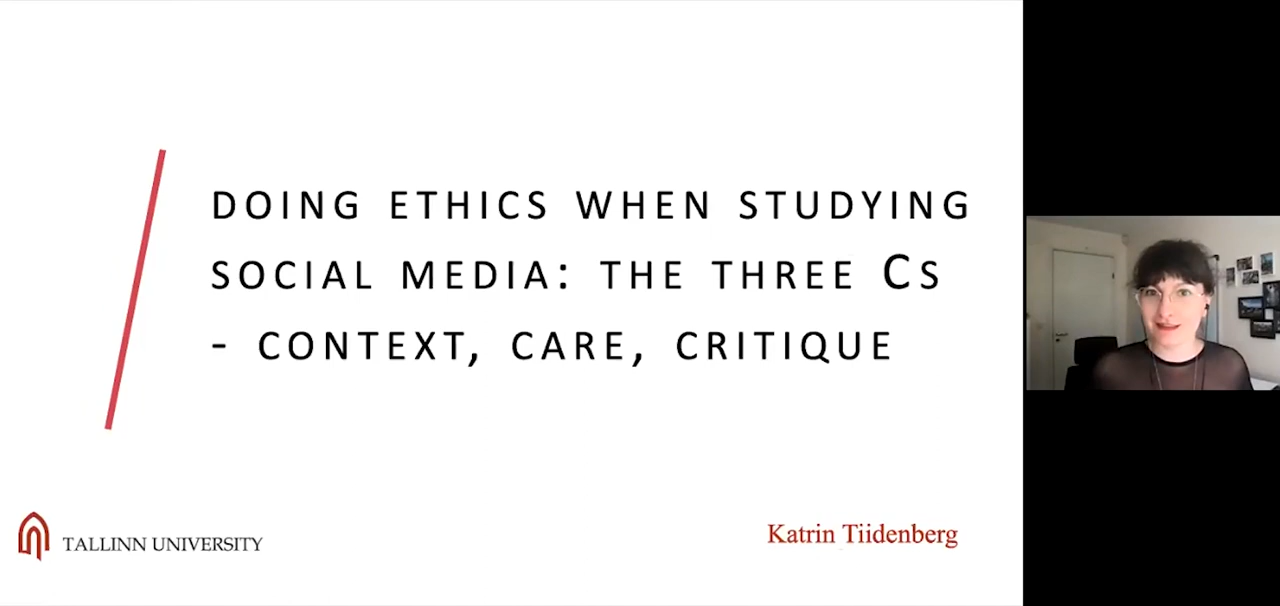 DOING ETHICS WHEN STUDYING
SOCIAL MEDIA: THE THREE Cs
- CONTEXT, CARE, CRITIQUE
TALLINN UNIVERSITY
Katrin Tiidenberg